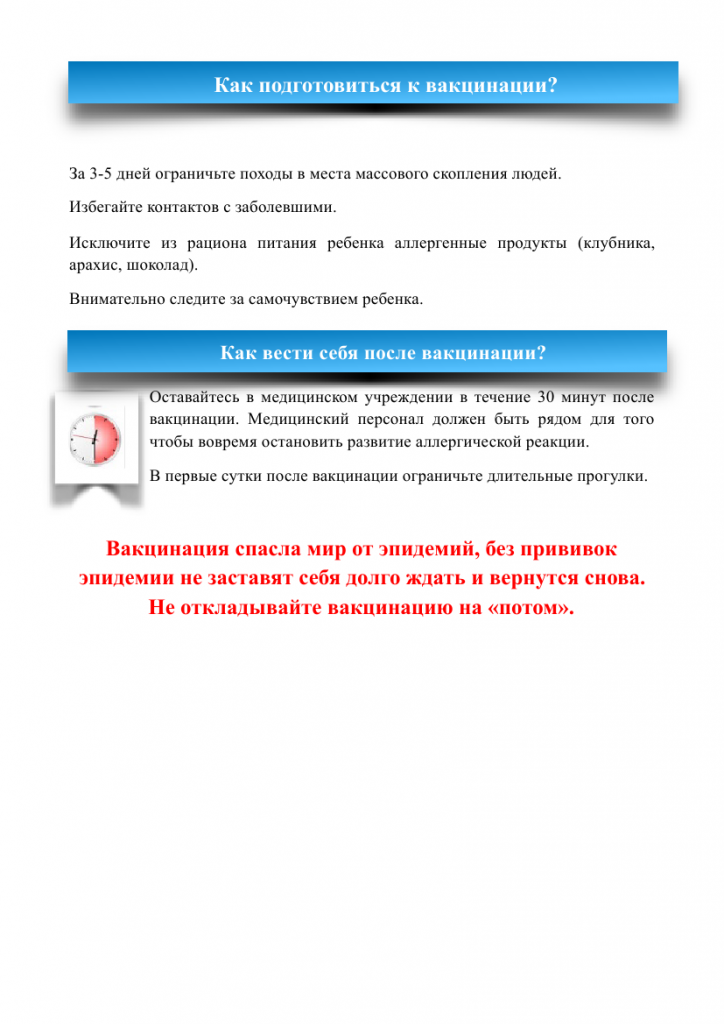 Как подготовиться к вакцинации?
За 3-5 дней ограничьте походы в места массового скопления людей.
Избегайте контактов с заболевшими.
Исключите из рациона питания ребенка аллергенные продукты (клубника,
арахис, шоколад).
Внимательно следите за самочувствием ребенка.
Как вести себя после вакцинации?
Оставайтесь в медицинском учреждении в течение 30 минут после
вакцинации. Медицинский персонал должен быть рядом для того
чтобы вовремя остановить развитие аллергической реакции.
В первые сутки после вакцинации ограничьте длительные прогулки.
Вакцинация спасла мир от эпидемий, без прививок
эпидемии не заставят себя долго ждать и вернутся снова.
Не откладывайте вакцинацию на «потом».